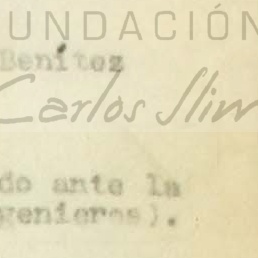 FUNDACIÓN
Benítez
Carlos Slim
do ante la
genieros).